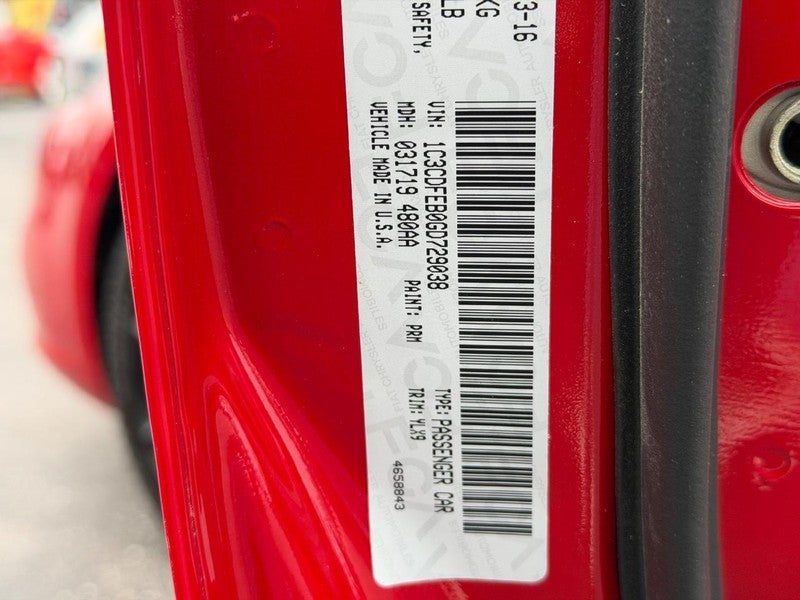 3-16
KG
LB
SAFETY,
VIN: 1C3CDFEB0GD729038
TYPE: PASSENGER CAR
MDH: 031719 480AA
PAINT: PRM
TRIM: YLX9
VEHICLE MADE IN U.S.A.
4658843